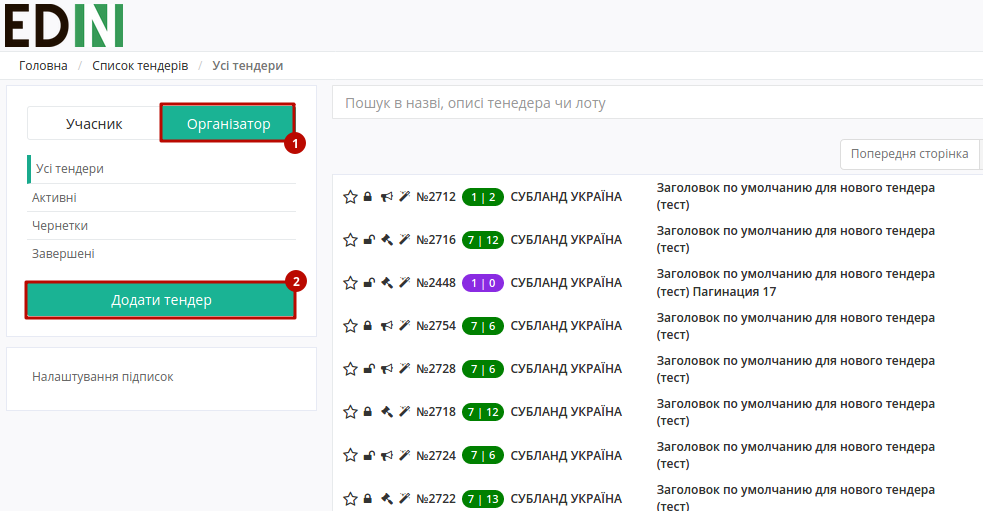 EDIN
Головна / Список тендерів / Усі тендери
Учасник
Організатор
1
Усі тендери
Активні
Чернетки
Завершені
2
Додати тендер
Налаштування підписок
Пошук в назві, описі тенедера чи лоту
Попередня сторінка
№2712 1 | 2 СУБЛАНД УКРАЇНА Заголовок по умолчанию для нового тендера
(тест)
№2716 7 | 12 СУБЛАНД УКРАЇНА Заголовок по умолчанию для нового тендера
(тест)
№2448 1 | 0 СУБЛАНД УКРАЇНА Заголовок по умолчанию для нового тендера
(тест) Пагинация 17
№2754 7 | 6 СУБЛАНД УКРАЇНА Заголовок по умолчанию для нового тендера
(тест)
№2728 7 | 6 СУБЛАНД УКРАЇНА Заголовок по умолчанию для нового тендера
(тест)
№2718 7 | 12 СУБЛАНД УКРАЇНА Заголовок по умолчанию для нового тендера
(тест)
№2724 7 | 6 СУБЛАНД УКРАЇНА Заголовок по умолчанию для нового тендера
(тест)
№2722 7 | 13 СУБЛАНД УКРАЇНА Заголовок по умолчанию для нового тендера
(тест)